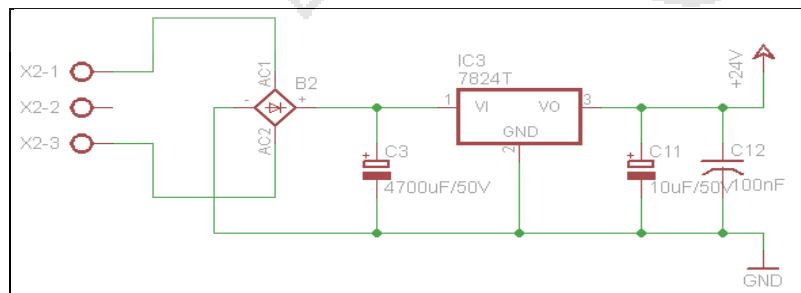 X2-1
X2-2
X2-3
AC1
AC2
-
B2
+
IC3
7824T
1
VI
VO
3
GND
2
+
C3
4700uF/50V
+
C11
10uF/50V
C12
100nF
+24V
GND